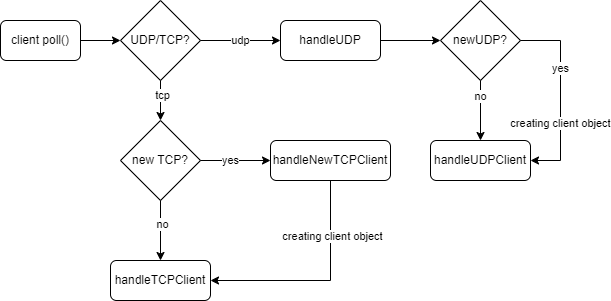 client poll()
UDP/TCP?
udp
handleUDP
newUDP?
yes
no
creating client object
handleUDPClient
tcp
new TCP?
yes
handleNewTCPClient
no
creating client object
handleTCPClient